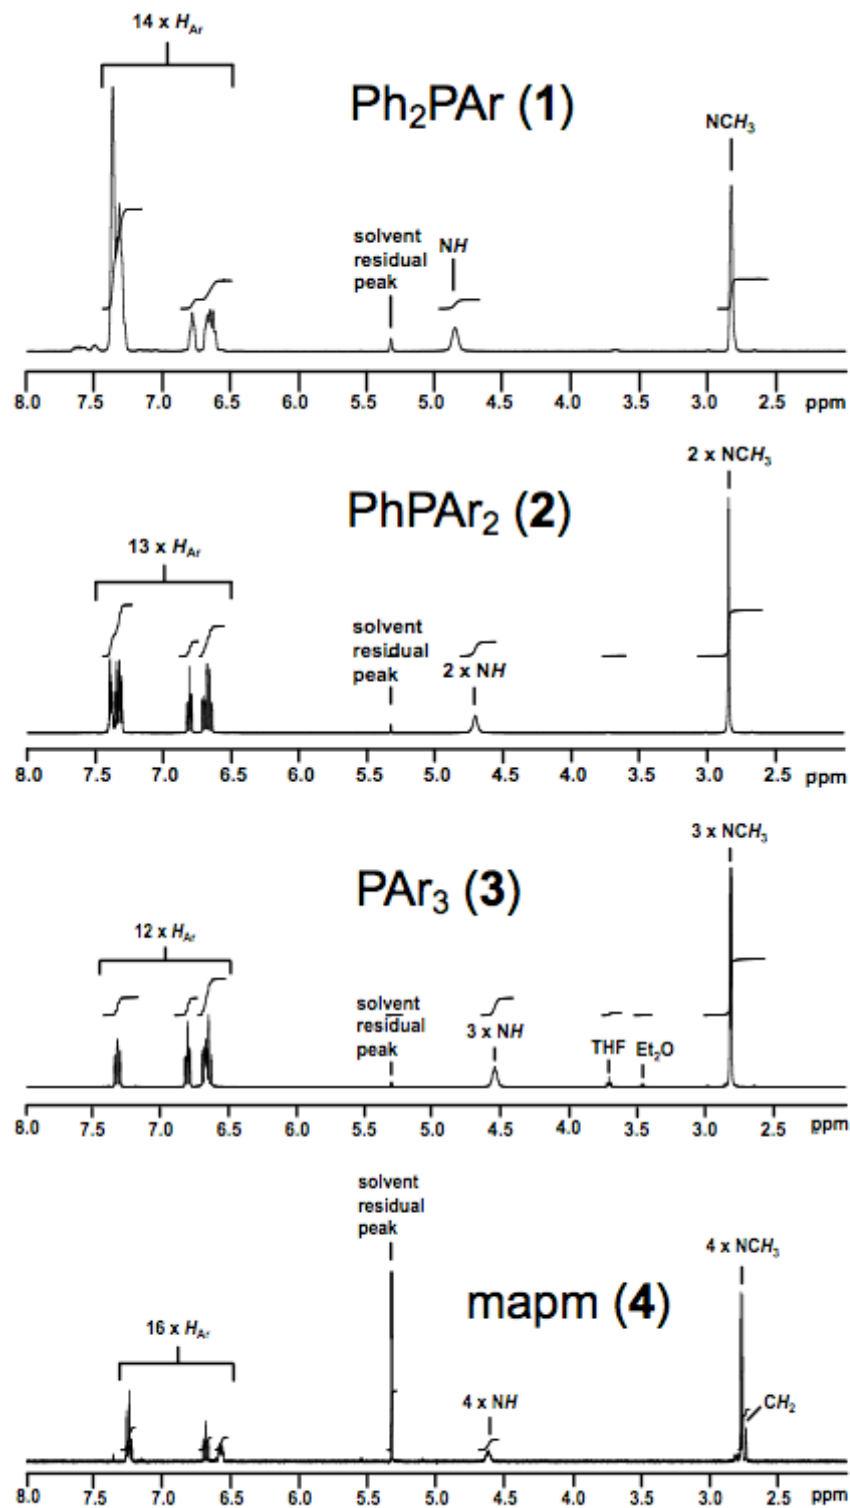 14 x H_Ar
Ph₂PAr (1)
NCH₃
solvent
residual
peak
NH
8.0 7.5 7.0 6.5 6.0 5.5 5.0 4.5 4.0 3.5 3.0 2.5 ppm
2 x NCH₃
PhPAr₂ (2)
13 x H_Ar
solvent
residual
peak
2 x NH
8.0 7.5 7.0 6.5 6.0 5.5 5.0 4.5 4.0 3.5 3.0 2.5 ppm
3 x NCH₃
PAr₃ (3)
12 x H_Ar
solvent
residual
peak
3 x NH
THF
Et₂O
8.0 7.5 7.0 6.5 6.0 5.5 5.0 4.5 4.0 3.5 3.0 2.5 ppm
solvent
residual
peak
4 x NCH₃
mapm (4)
16 x H_Ar
4 x NH
CH₂
8.0 7.5 7.0 6.5 6.0 5.5 5.0 4.5 4.0 3.5 3.0 2.5 ppm